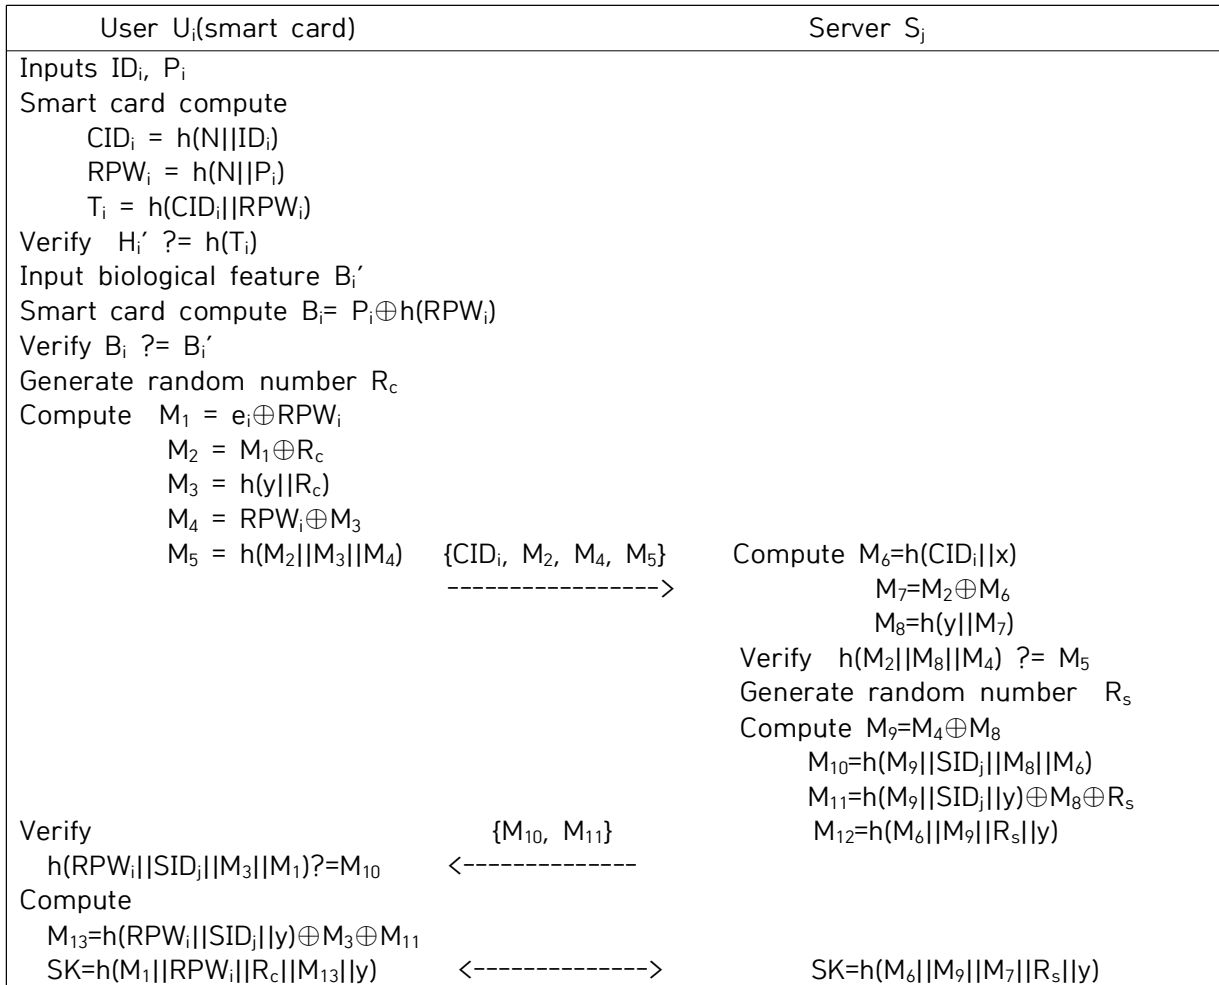 User Uᵢ(smart card) Server Sⱼ
Inputs IDᵢ, Pᵢ
Smart card compute
CIDᵢ = h(N||IDᵢ)
RPWᵢ = h(N||Pᵢ)
Tᵢ = h(CIDᵢ||RPWᵢ)
Verify Hᵢ′ ?= h(Tᵢ)
Input biological feature Bᵢ′
Smart card compute Bᵢ= Pᵢ⊕h(RPWᵢ)
Verify Bᵢ ?= Bᵢ′
Generate random number R_c
Compute M₁ = eᵢ⊕RPWᵢ
M₂ = M₁⊕R_c
M₃ = h(y||R_c)
M₄ = RPWᵢ⊕M₃
M₅ = h(M₂||M₃||M₄) {CIDᵢ, M₂, M₄, M₅} Compute M₆=h(CIDᵢ||x)
-----------------> M₇=M₂⊕M₆
M₈=h(y||M₇)
Verify h(M₂||M₈||M₄) ?= M₅
Generate random number Rₛ
Compute M₉=M₄⊕M₈
M₁₀=h(M₉||SIDⱼ||M₈||M₆)
M₁₁=h(M₉||SIDⱼ||y)⊕M₈⊕Rₛ
Verify {M₁₀, M₁₁} M₁₂=h(M₆||M₉||Rₛ||y)
h(RPWᵢ||SIDⱼ||M₃||M₁)?=M₁₀ <--------------
Compute
M₁₃=h(RPWᵢ||SIDⱼ||y)⊕M₃⊕M₁₁
SK=h(M₁||RPWᵢ||R_c||M₁₃||y) <--------------> SK=h(M₆||M₉||M₇||Rₛ||y)